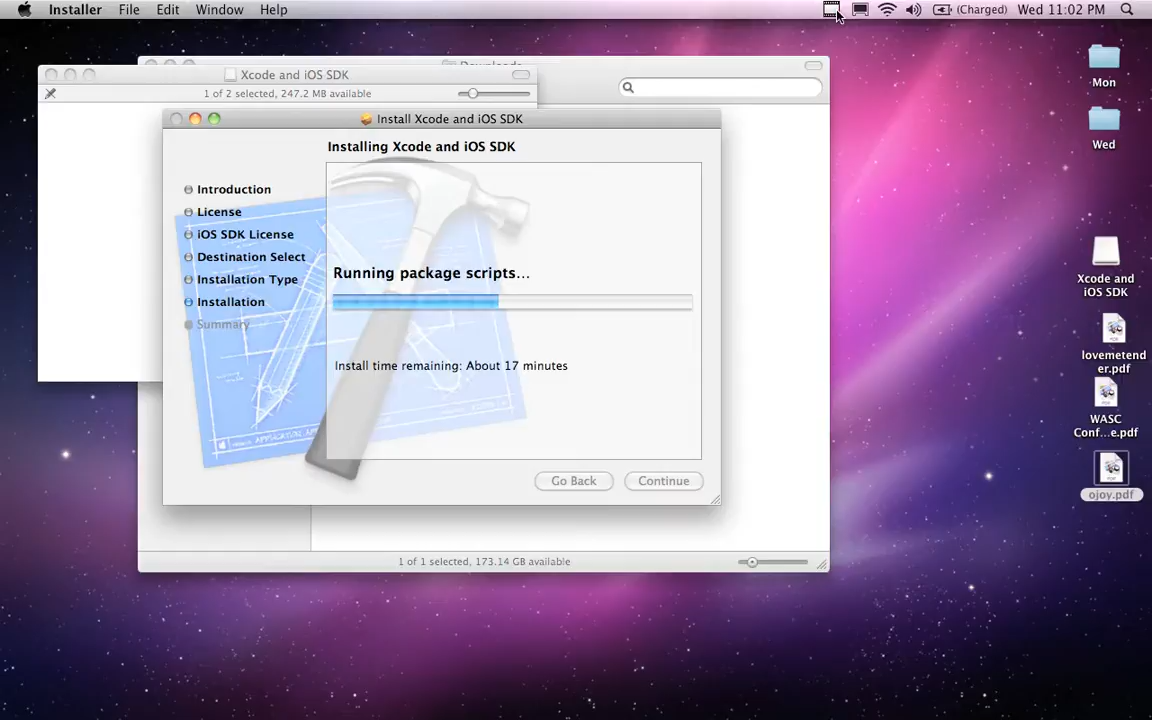 Installer File Edit Window Help (Charged) Wed 11:02 PM
Downloads
Xcode and iOS SDK
1 of 2 selected, 247.2 MB available
Install Xcode and iOS SDK
Installing Xcode and iOS SDK
Introduction
License
iOS SDK License
Destination Select
Installation Type
Installation
Summary
Running package scripts...
Install time remaining: About 17 minutes
Go Back Continue
1 of 1 selected, 173.14 GB available
Mon
Wed
Xcode and
iOS SDK
lovemetend
er.pdf
WASC
Conf...e.pdf
ojoy.pdf